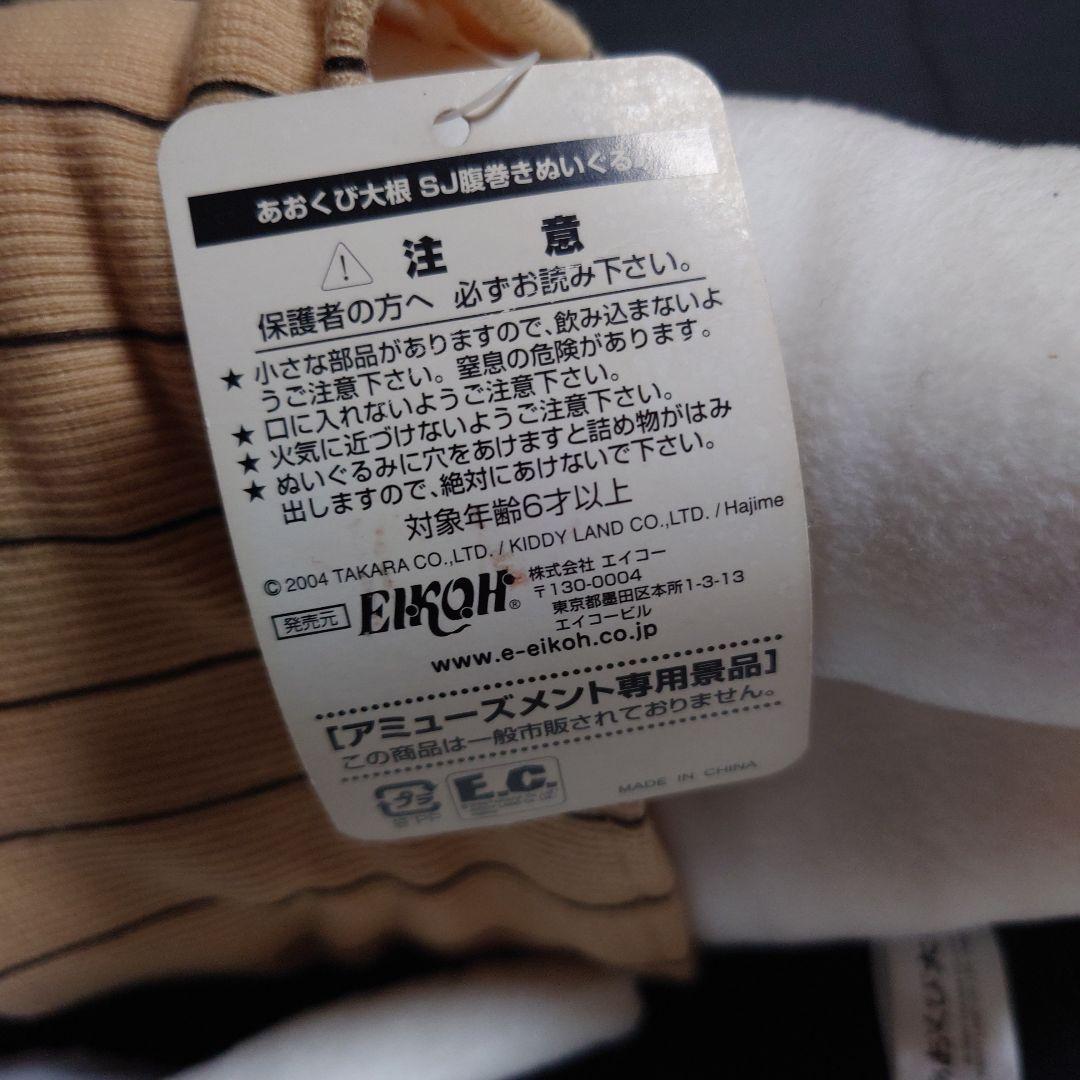 あおくび大根 SJ腹巻きぬいぐる
注 意
保護者の方へ 必ずお読み下さい。
★ 小さな部品がありますので、飲み込まないよ
うご注意下さい。窒息の危険があります。
★ 口に入れないようご注意下さい。
★ 火気に近づけないようご注意下さい。
★ ぬいぐるみに穴をあけますと詰め物がはみ
出しますので、絶対にあけないで下さい。
対象年齢6才以上
© 2004 TAKARA CO.,LTD. / KIDDY LAND CO.,LTD. / Hajime
発売元 EIKOH® 株式会社 エイコー
〒130-0004
東京都墨田区本所1-3-13
エイコービル
www.e-eikoh.co.jp
[アミューズメント専用景品]
この商品は一般市販されておりません。
プラ
E.C.
MADE IN CHINA